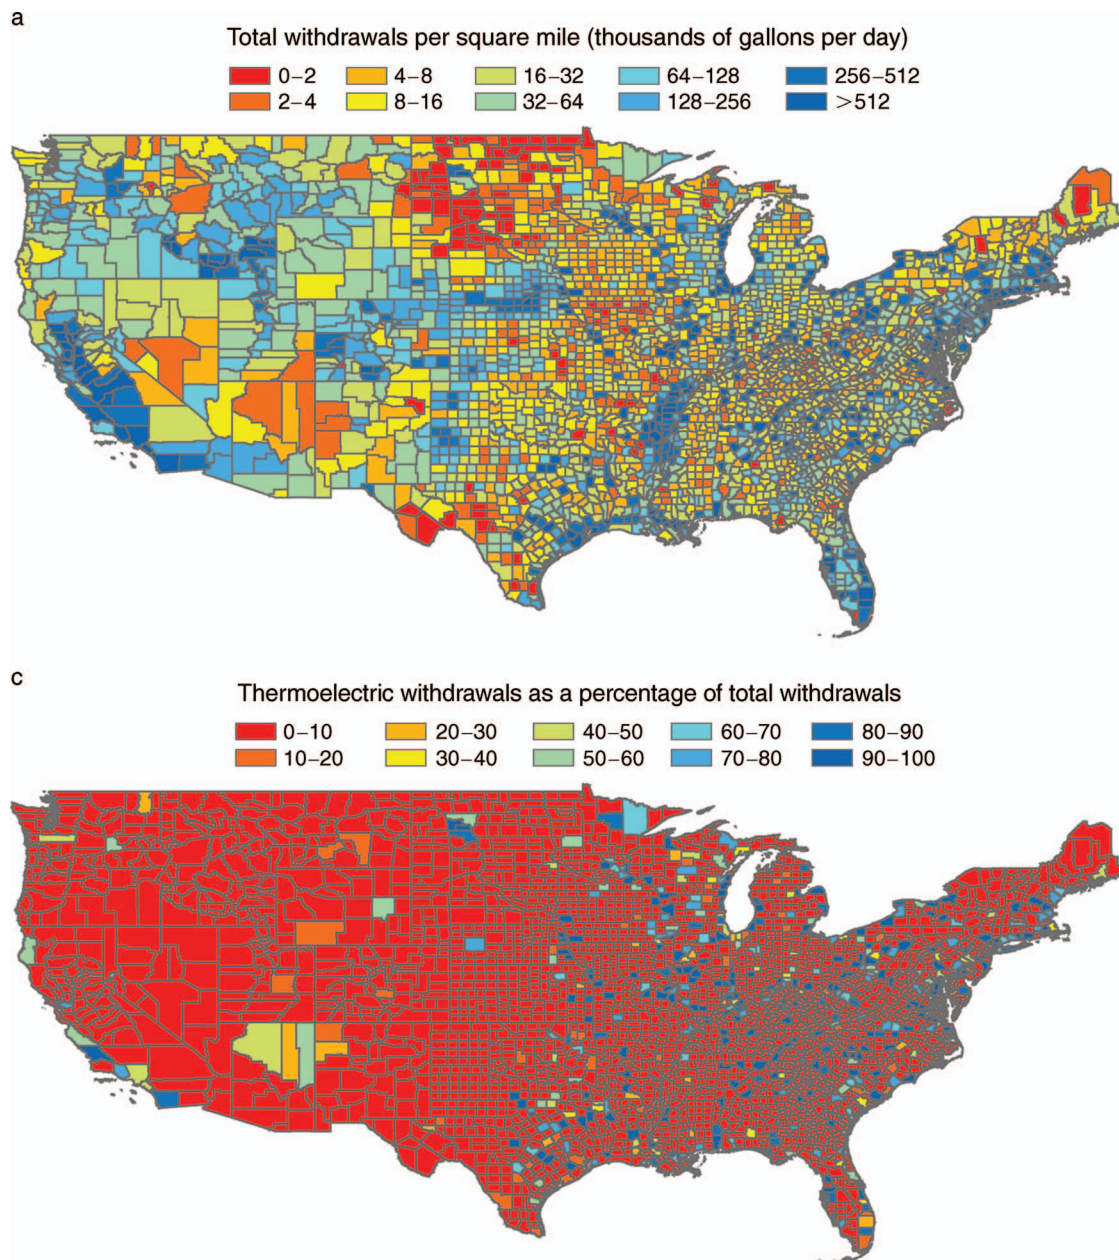 a
Total withdrawals per square mile (thousands of gallons per day)
0–2 4–8 16–32 64–128 256–512
2–4 8–16 32–64 128–256 >512
c
Thermoelectric withdrawals as a percentage of total withdrawals
0–10 20–30 40–50 60–70 80–90
10–20 30–40 50–60 70–80 90–100